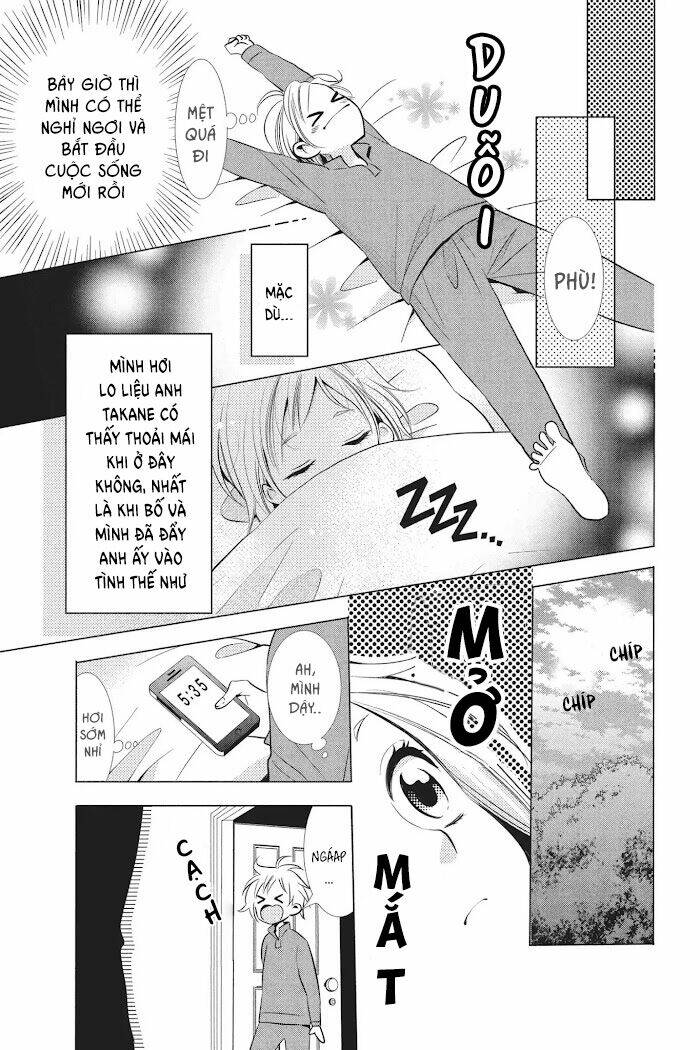 PHÙ!
DUỖI
MỆT
QUÁ ĐI
BÂY GIỜ THÌ
MÌNH CÓ THỂ
NGHỈ NGƠI VÀ
BẮT ĐẦU
CUỘC SỐNG
MỚI RỒI
MẶC
DÙ...
MÌNH HƠI
LO LIỆU ANH
TAKANE CÓ
THẤY THOẢI MÁI
KHI Ở ĐÂY
KHÔNG, NHẤT
LÀ KHI BỐ VÀ
MÌNH ĐÃ ĐẨY
ANH ẤY VÀO
TÌNH THẾ NHƯ
ZZZ...
CHÍP
CHÍP
MỞ
MẮT
AH,
MÌNH
DẬY..
5:35
HƠI
SỚM
NHỈ
NGÁAP
...
CẠCH